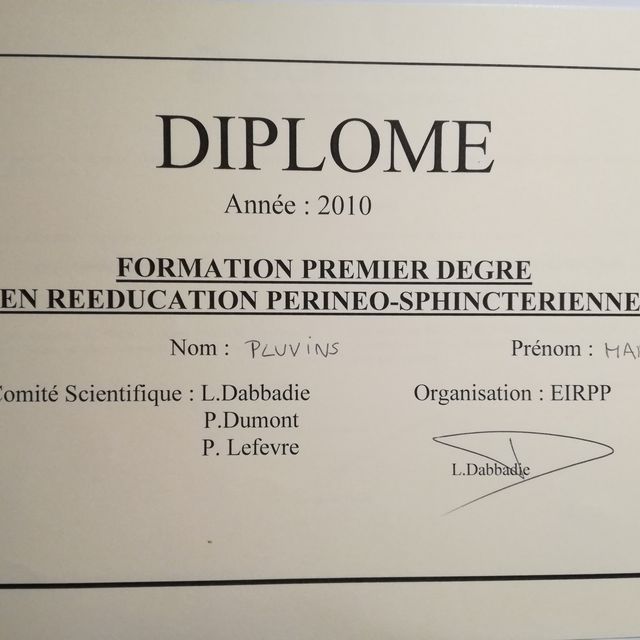 DIPLOME
Année : 2010
FORMATION PREMIER DEGRE
EN REEDUCATION PERINEO-SPHINCTERIENNE
Nom : PLUVINS Prénom :
Comité Scientifique : L.Dabbadie Organisation : EIRPP
P.Dumont
P. Lefevre
L.Dabbadie